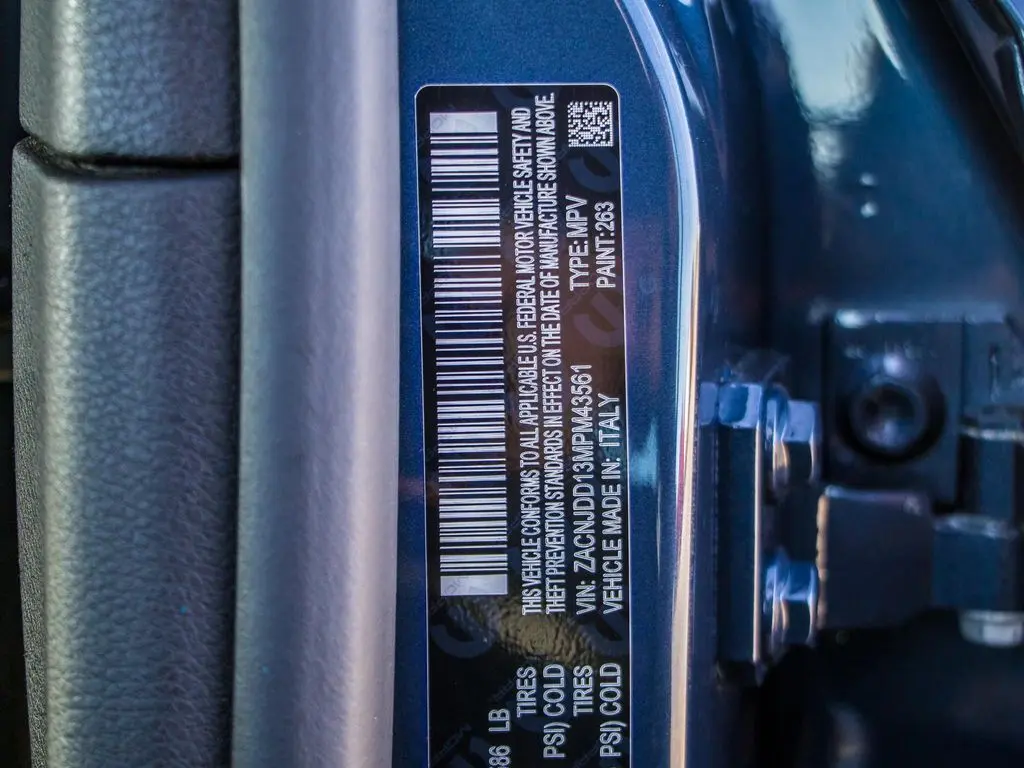 THIS VEHICLE CONFORMS TO ALL APPLICABLE U.S. FEDERAL MOTOR VEHICLE SAFETY AND
THEFT PREVENTION STANDARDS IN EFFECT ON THE DATE OF MANUFACTURE SHOWN ABOVE.
VIN: ZACNJDD13MPM43561 TYPE: MPV
VEHICLE MADE IN: ITALY PAINT:263
86 LB
TIRES
PSI) COLD
TIRES
PSI) COLD